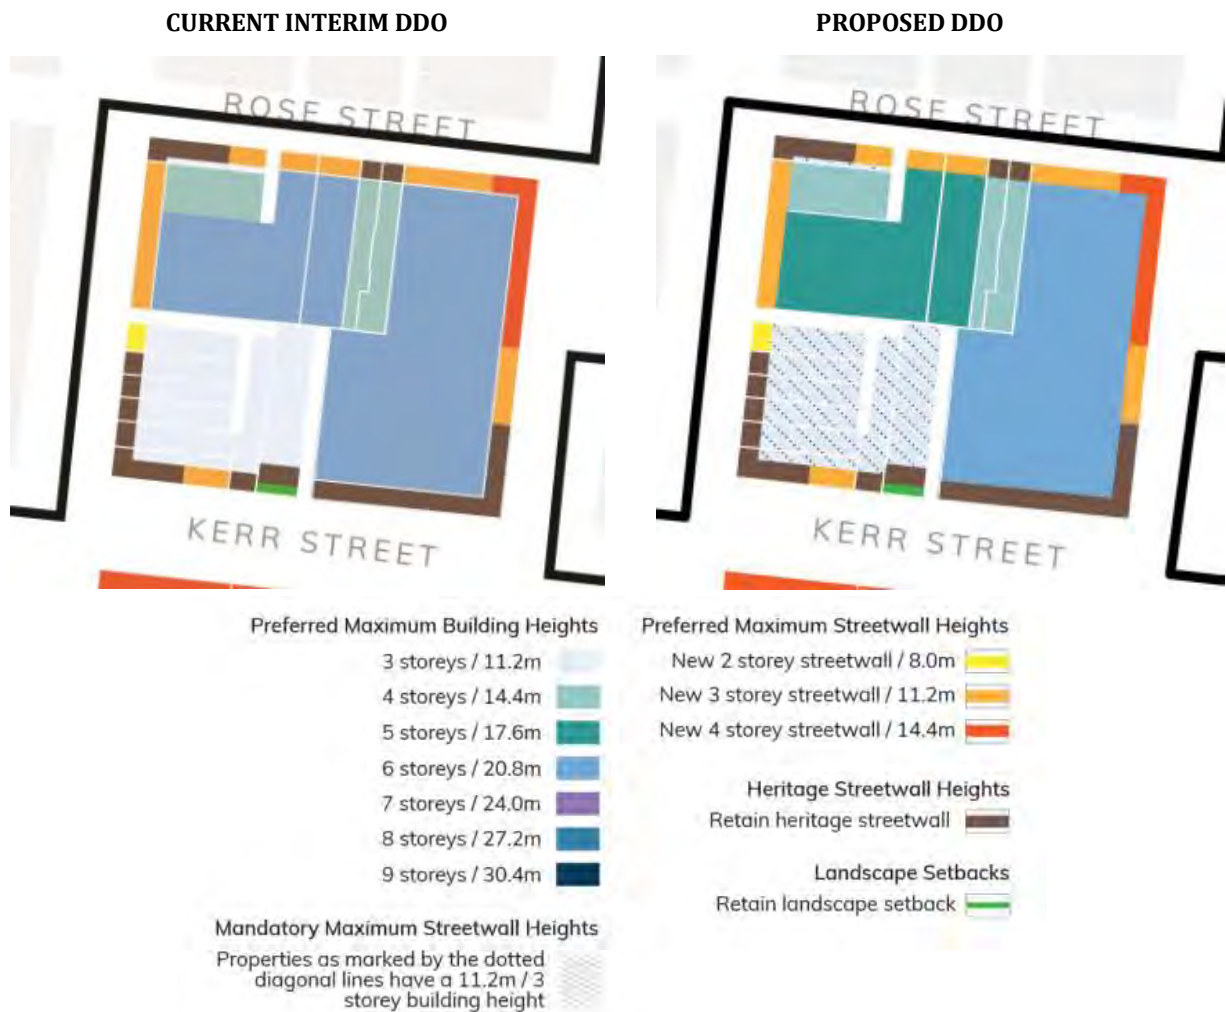 CURRENT INTERIM DDO
PROPOSED DDO
ROSE STREET
KERR STREET
ROSE STREET
KERR STREET
Preferred Maximum Building Heights
3 storeys / 11.2m
4 storeys / 14.4m
5 storeys / 17.6m
6 storeys / 20.8m
7 storeys / 24.0m
8 storeys / 27.2m
9 storeys / 30.4m
Mandatory Maximum Streetwall Heights
Properties as marked by the dotted
diagonal lines have a 11.2m / 3
storey building height
Preferred Maximum Streetwall Heights
New 2 storey streetwall / 8.0m
New 3 storey streetwall / 11.2m
New 4 storey streetwall / 14.4m
Heritage Streetwall Heights
Retain heritage streetwall
Landscape Setbacks
Retain landscape setback